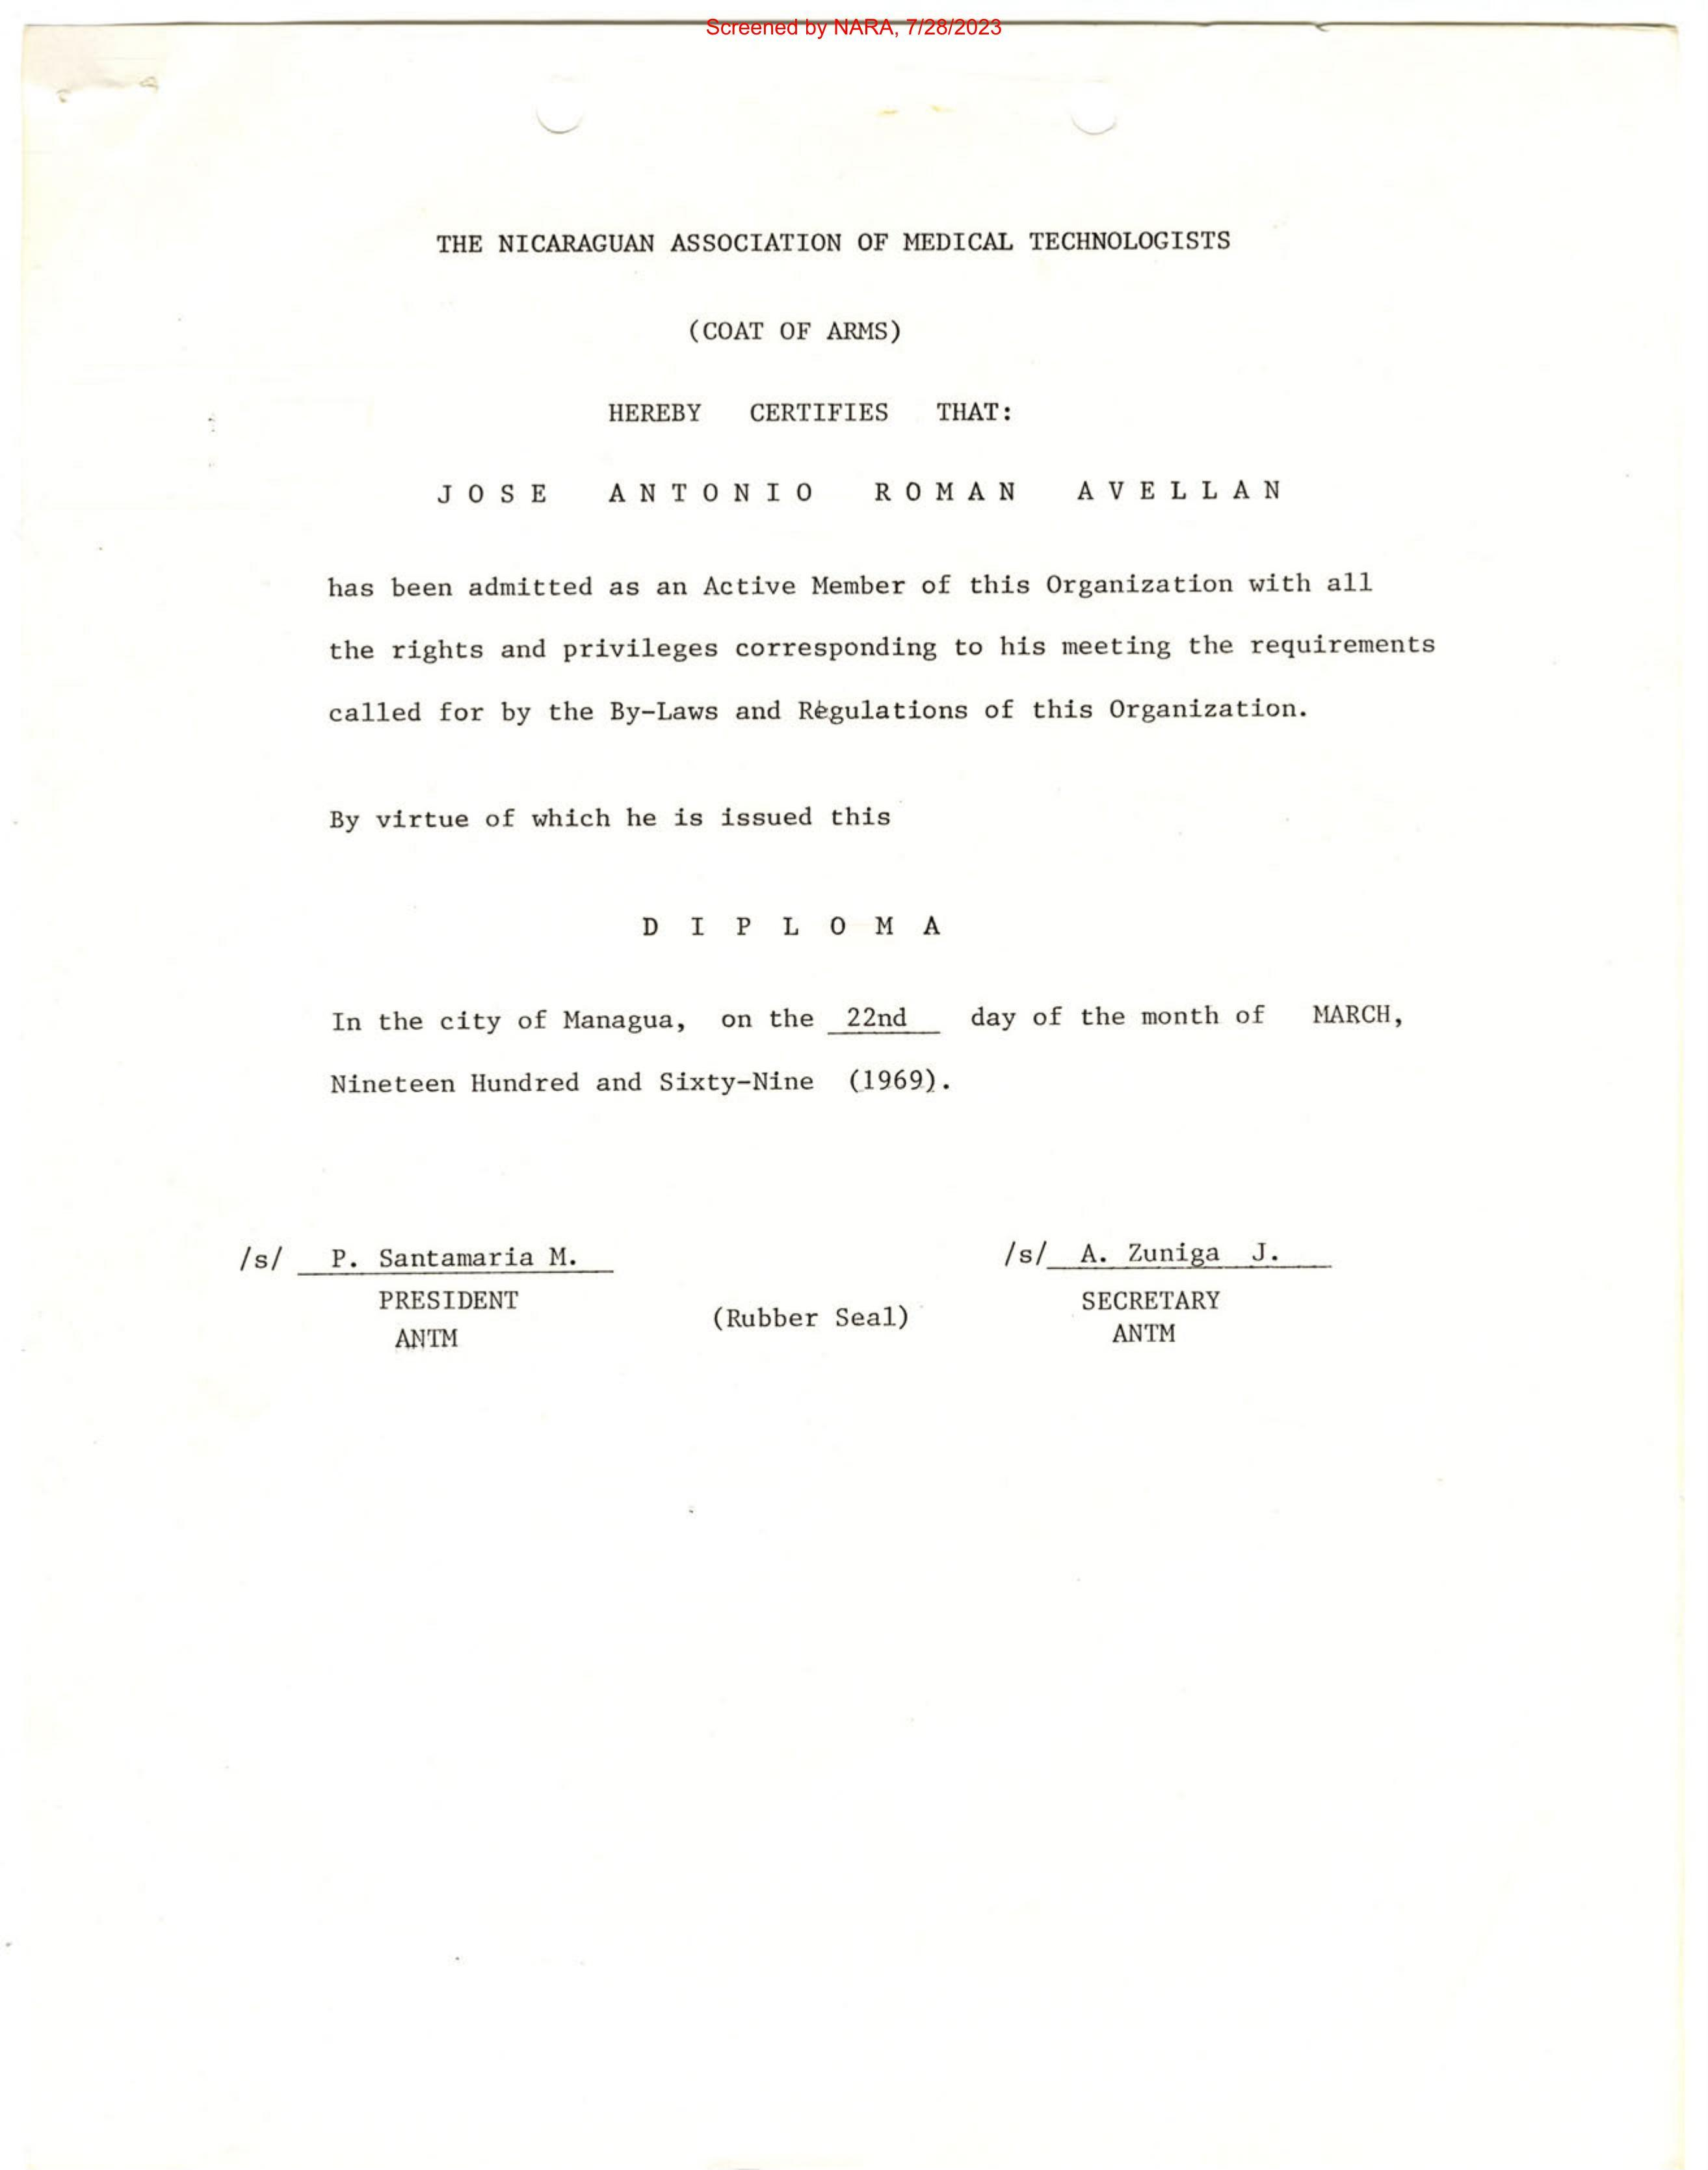 Screened by NARA, 7/28/2023
THE NICARAGUAN ASSOCIATION OF MEDICAL TECHNOLOGISTS
(COAT OF ARMS)
HEREBY CERTIFIES THAT:
J O S E A N T O N I O R O M A N A V E L L A N
has been admitted as an Active Member of this Organization with all
the rights and privileges corresponding to his meeting the requirements
called for by the By-Laws and Regulations of this Organization.
By virtue of which he is issued this
D I P L O M A
In the city of Managua, on the 22nd day of the month of MARCH,
Nineteen Hundred and Sixty-Nine (1969).
/s/ P. Santamaria M. /s/ A. Zuniga J.
PRESIDENT SECRETARY
(Rubber Seal)
ANTM ANTM